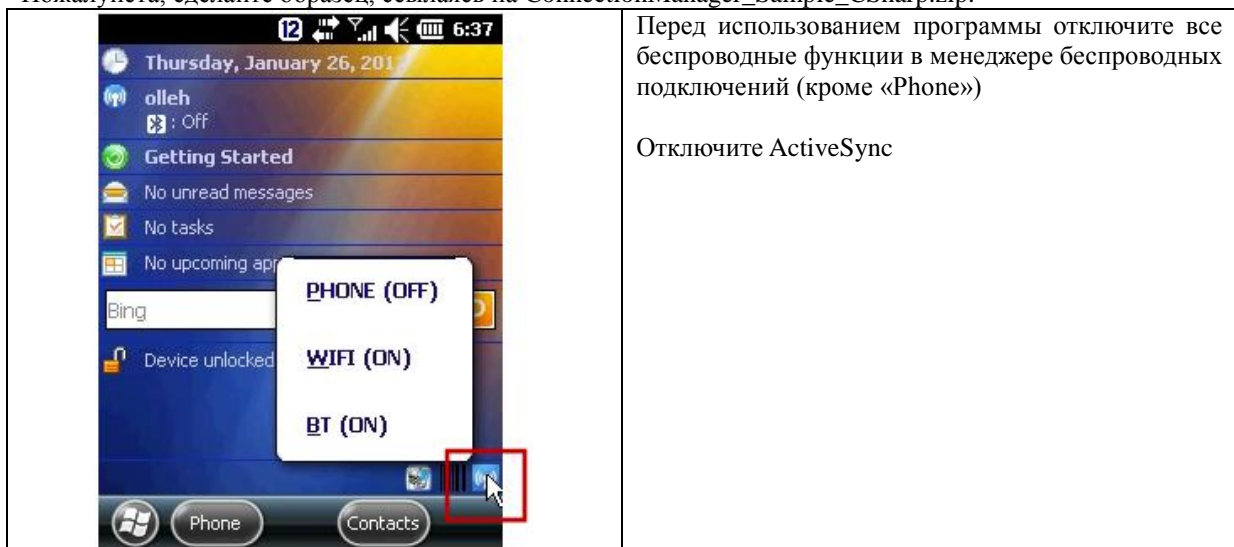 Пожалуйста, сделайте образец, ссылаясь на ConnectionManager_Sample_CSharp.zip.
12 6:37
Thursday, January 26, 201
olleh
: Off
Getting Started
No unread messages
No tasks
No upcoming app
Bing
Device unlocked
PHONE (OFF)
WIFI (ON)
BT (ON)
Phone
Contacts
Перед использованием программы отключите все
беспроводные функции в менеджере беспроводных
подключений (кроме «Phone»)
Отключите ActiveSync